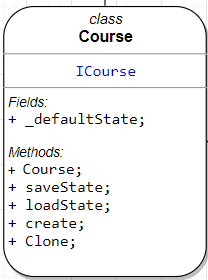 class
Course
ICourse
Fields:
+ _defaultState;
Methods:
+ Course;
+ saveState;
+ loadState;
+ create;
+ Clone;